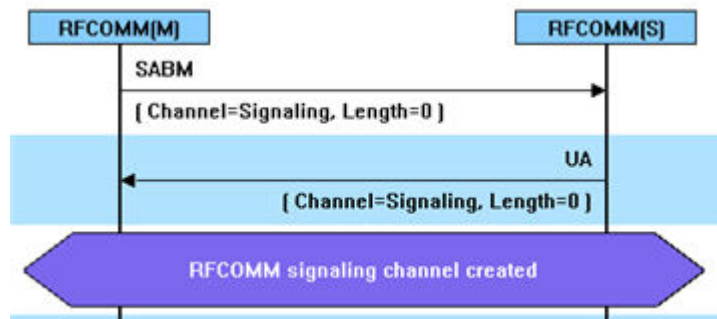 RFCOMM(M) RFCOMM(S)
SABM
( Channel=Signaling, Length=0 )
UA
( Channel=Signaling, Length=0 )
RFCOMM signaling channel created